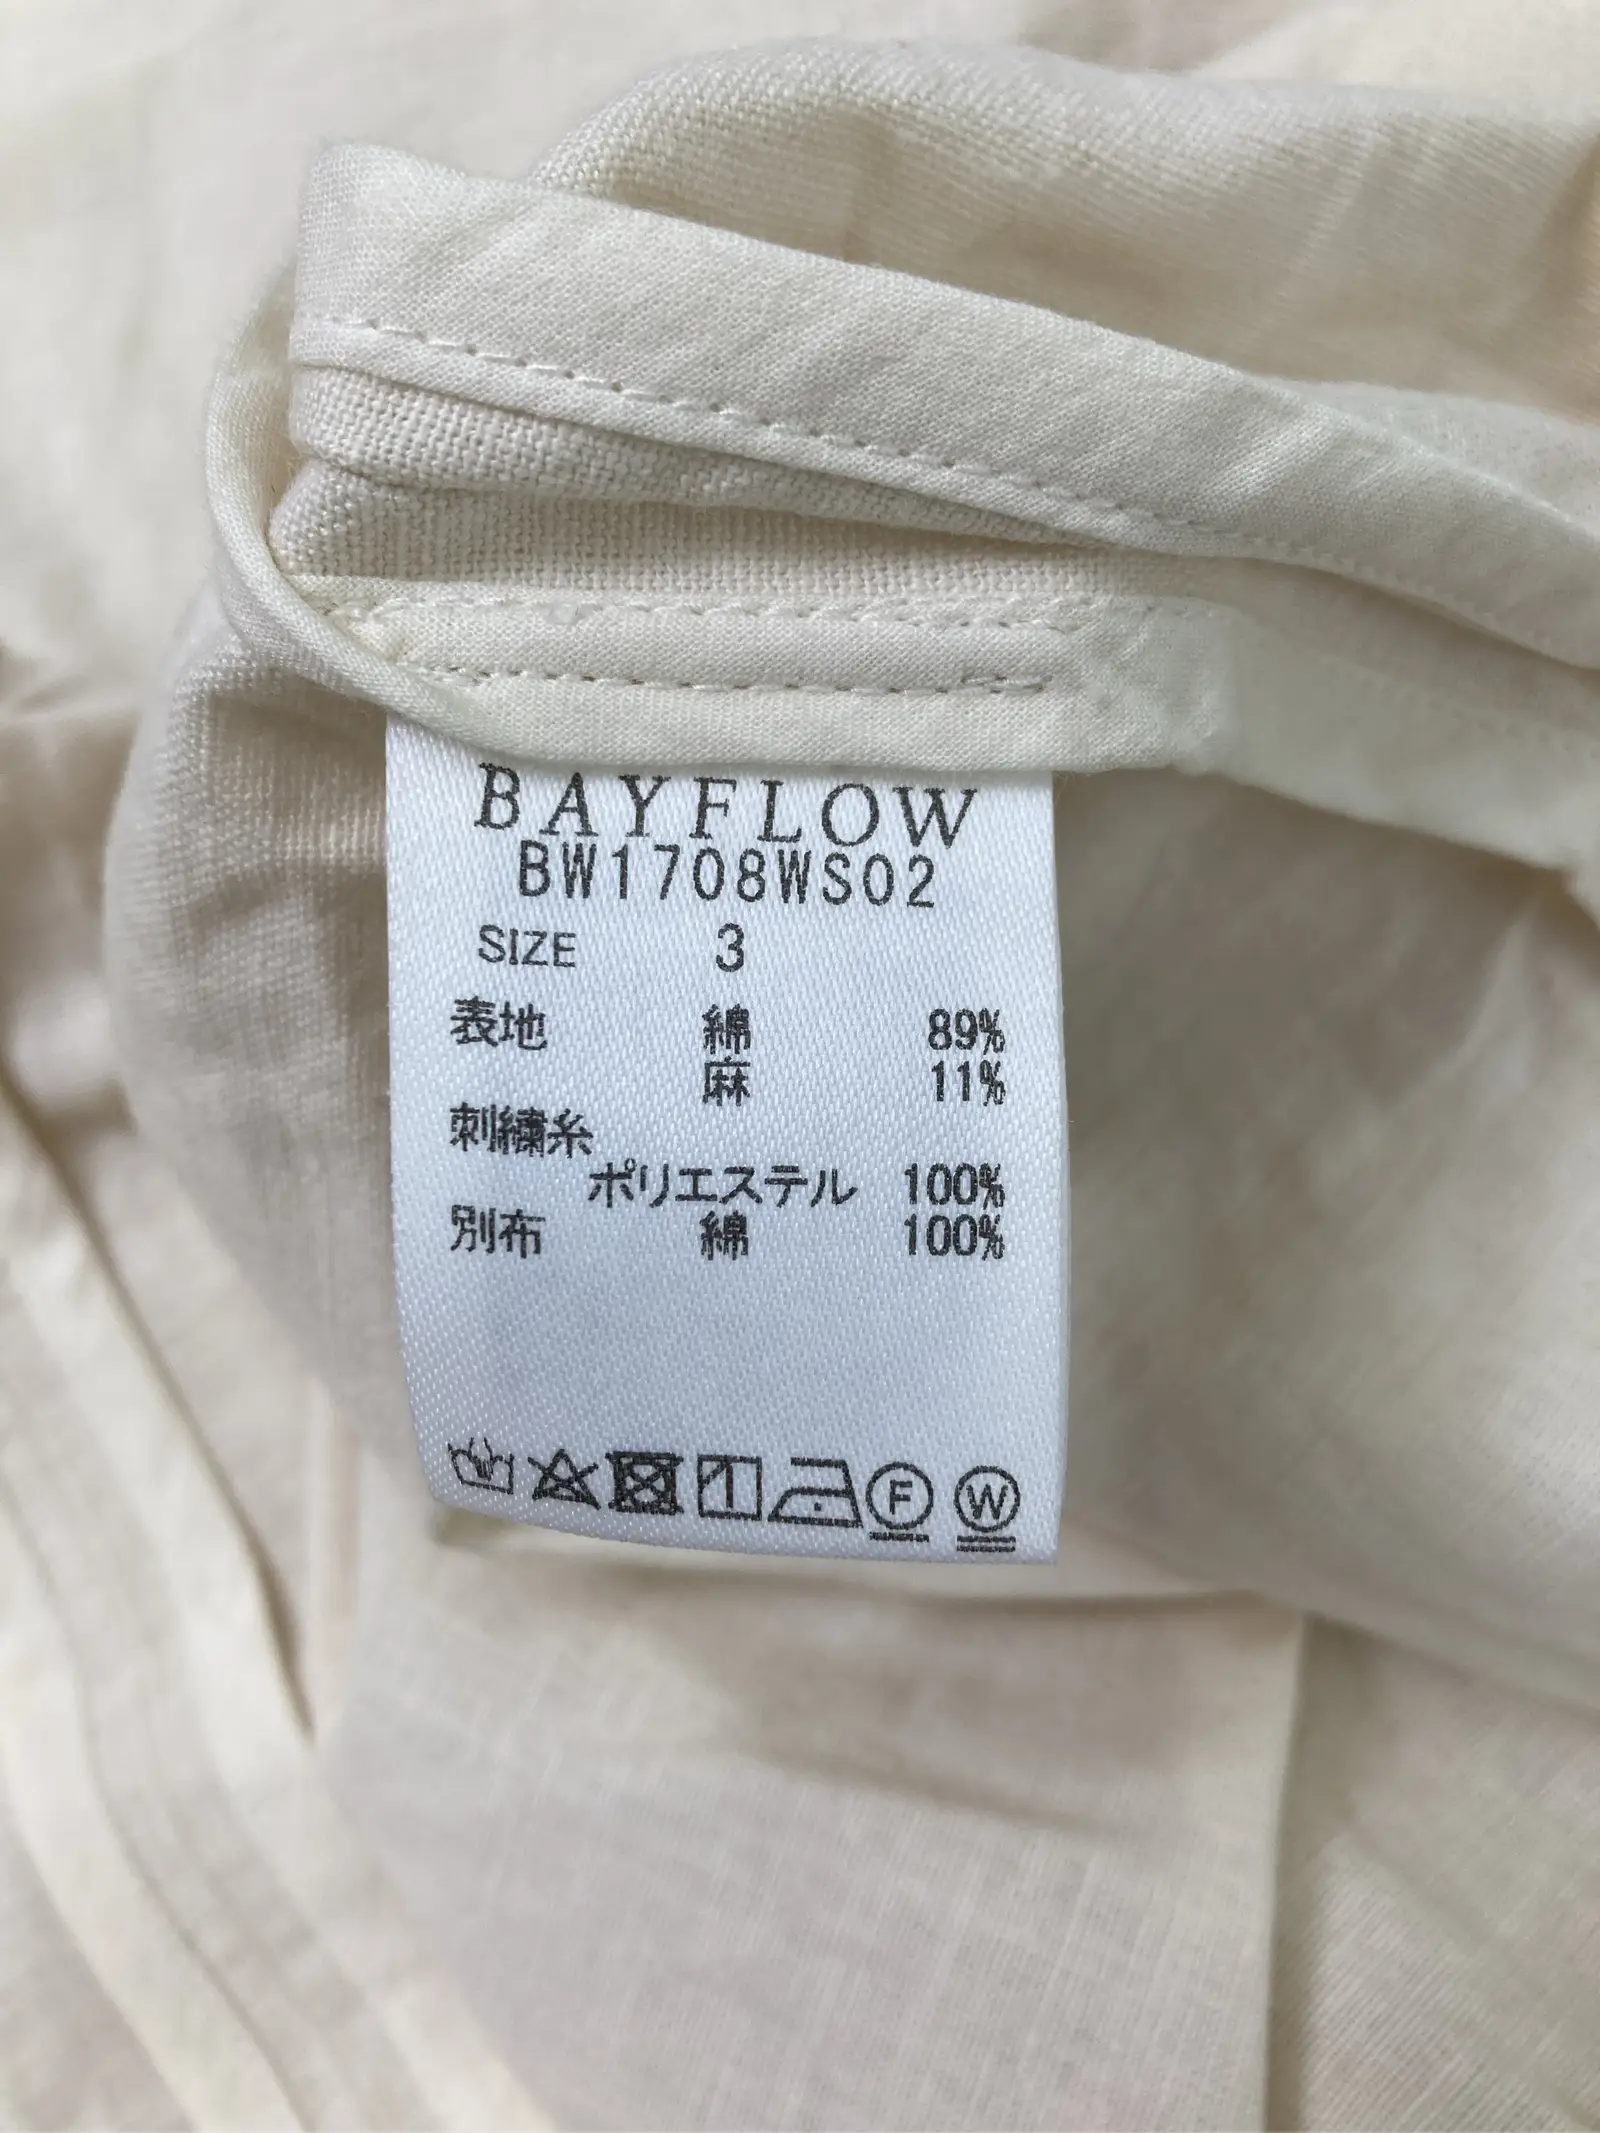 BAYFLOW
BW1708WS02
SIZE 3
表地 綿 89%
麻 11%
刺繍糸
ポリエステル 100%
別布 綿 100%
F W